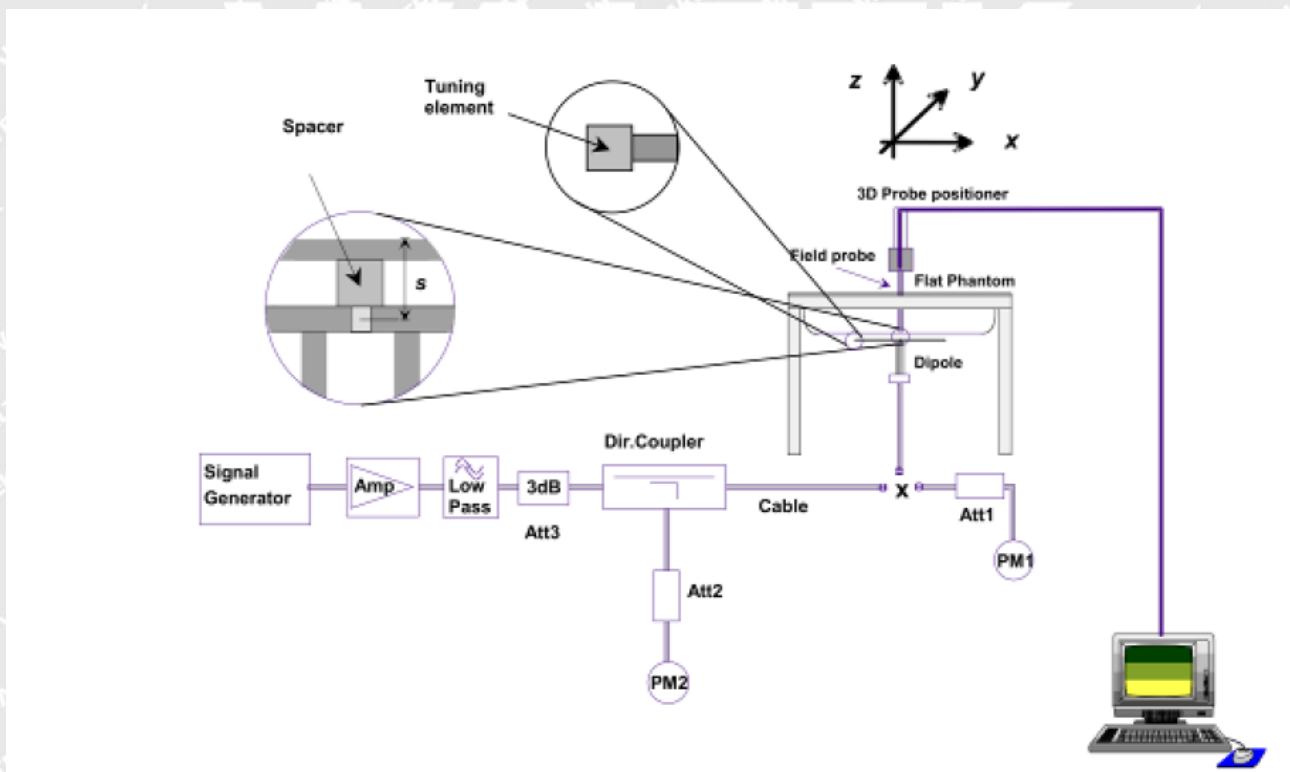 Tuning
element
Spacer
s
z
y
x
3D Probe positioner
Field probe
Flat Phantom
Dipole
Dir.Coupler
Signal
Generator
Amp
Low
Pass
3dB
Att3
Cable
x
Att1
PM1
Att2
PM2